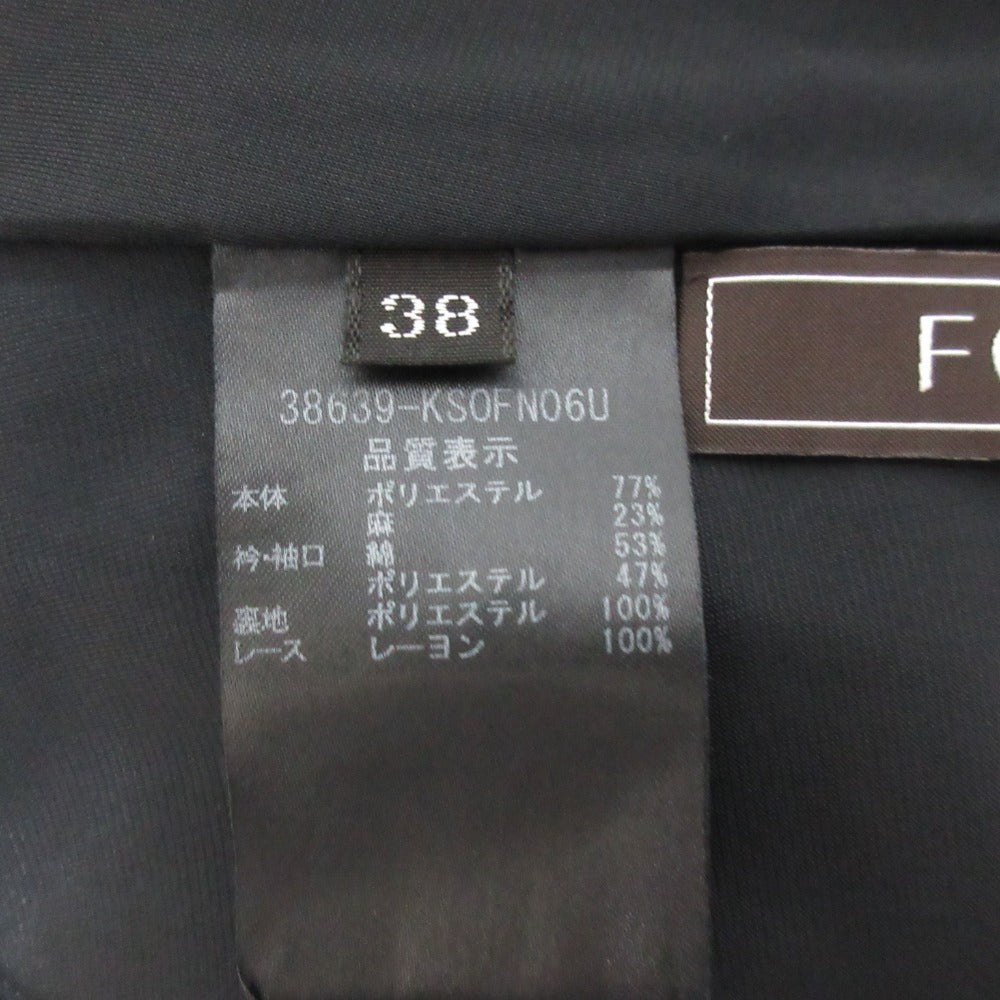 38
38639-KS0FN06U
品質表示
本体 ポリエステル 77%
麻 23%
衿・袖口 綿 53%
ポリエステル 47%
裏地 ポリエステル 100%
レース レーヨン 100%
F